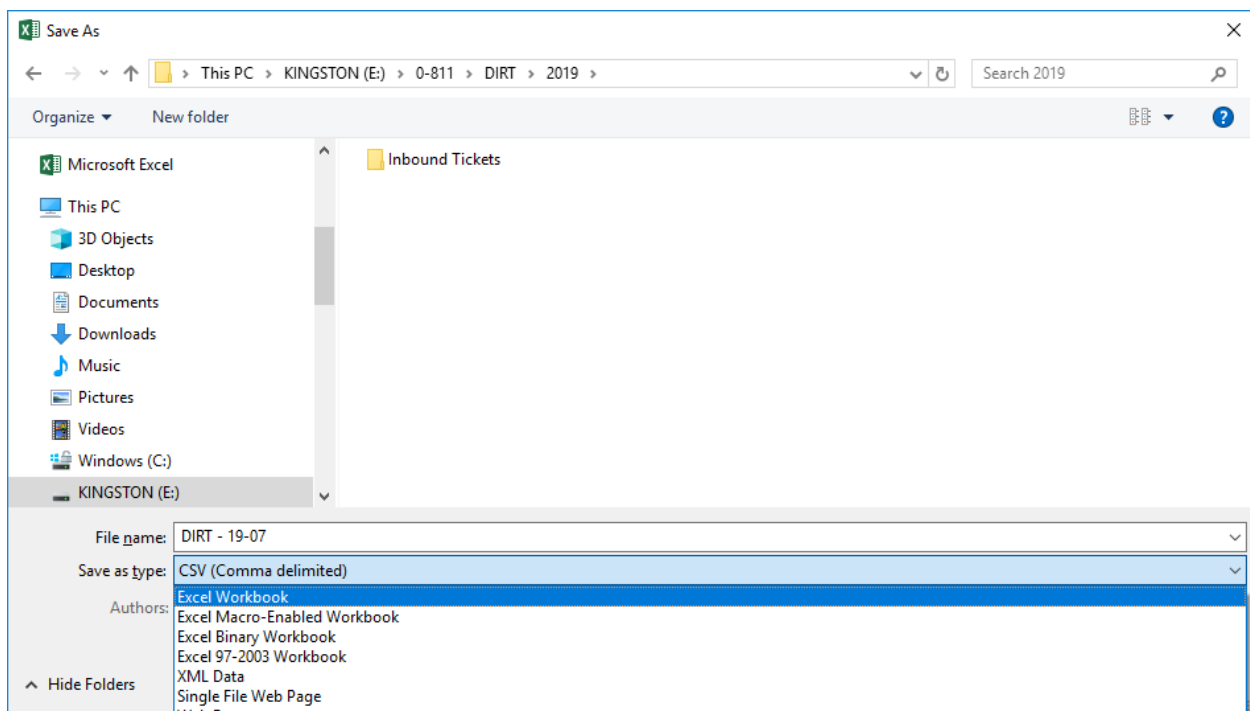 Save As
This PC > KINGSTON (E:) > 0-811 > DIRT > 2019 >
Search 2019
Organize
New folder
Microsoft Excel
This PC
3D Objects
Desktop
Documents
Downloads
Music
Pictures
Videos
Windows (C:)
KINGSTON (E:)
Inbound Tickets
File name: DIRT - 19-07
Save as type: CSV (Comma delimited)
Authors:
Excel Workbook
Excel Macro-Enabled Workbook
Excel Binary Workbook
Excel 97-2003 Workbook
XML Data
Single File Web Page
Hide Folders